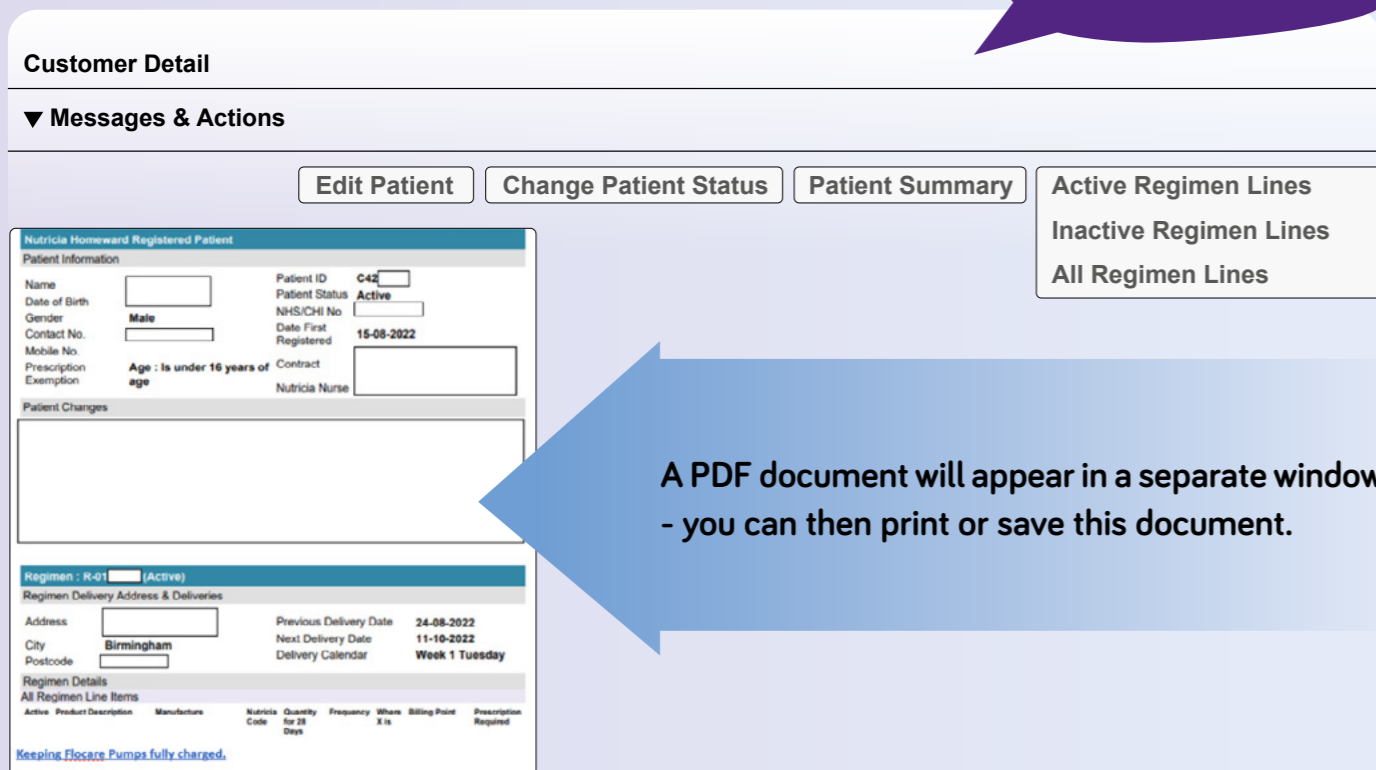 Customer Detail
▼ Messages & Actions
Edit Patient
Change Patient Status
Patient Summary
Active Regimen Lines
Inactive Regimen Lines
All Regimen Lines
Nutricia Homeward Registered Patient
Patient Information
Name
Date of Birth
Gender Male
Contact No.
Mobile No.
Prescription Exemption Age : Is under 16 years of age
Patient ID C42
Patient Status Active
NHS/CHI No
Date First Registered 15-08-2022
Contract
Nutricia Nurse
Patient Changes
A PDF document will appear in a separate window
- you can then print or save this document.
Regimen : R-01 (Active)
Regimen Delivery Address & Deliveries
Address
City Birmingham
Postcode
Previous Delivery Date 24-08-2022
Next Delivery Date 11-10-2022
Delivery Calendar Week 1 Tuesday
Regimen Details
All Regimen Line Items
Active Product Description Manufacture Nutricia Code Quantity for 28 Days Frequency Where X is Billing Point Prescription Required
Keeping Flocare Pumps fully charged.